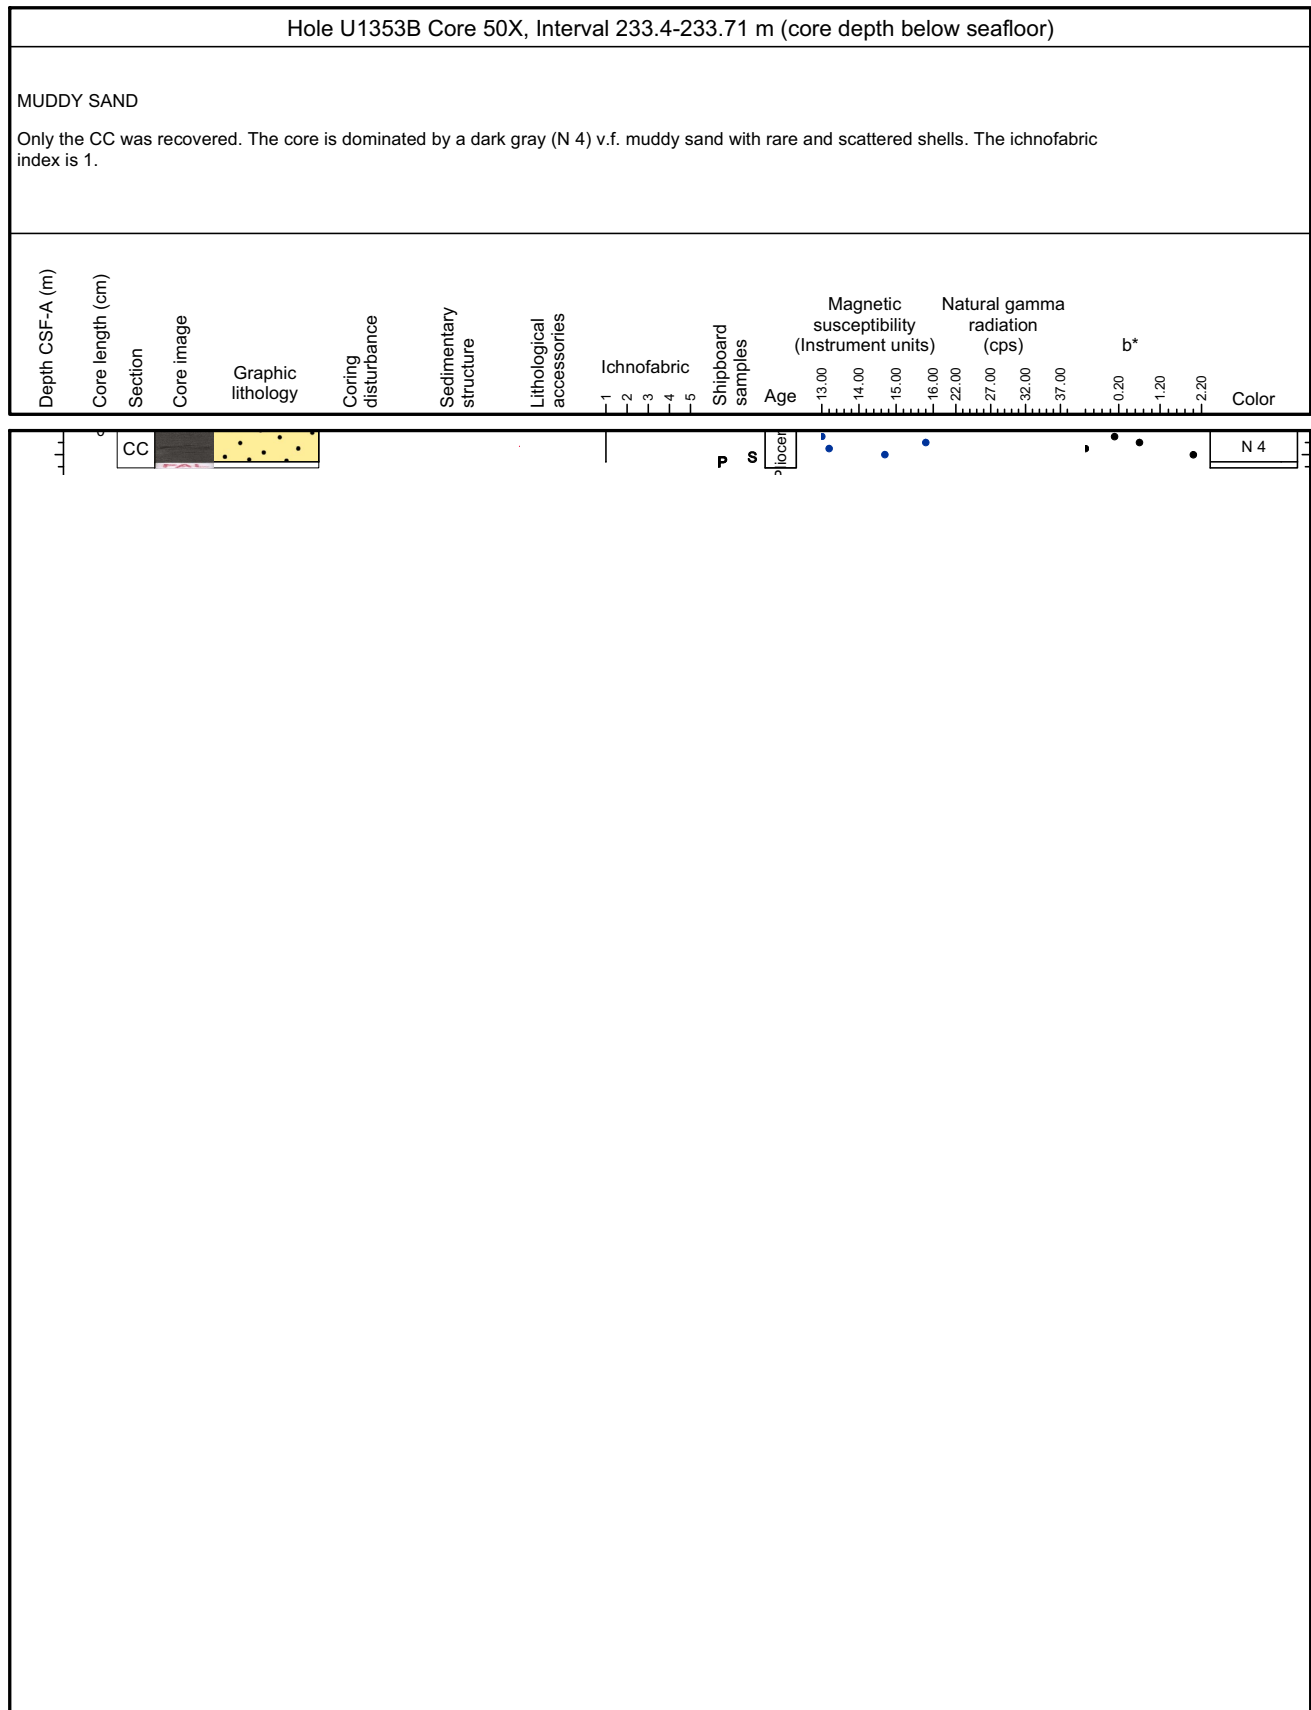 Hole U1353B Core 50X, Interval 233.4-233.71 m (core depth below seafloor)
MUDDY SAND
Only the CC was recovered. The core is dominated by a dark gray (N 4) v.f. muddy sand with rare and scattered shells. The ichnofabric
index is 1.
Depth CSF-A (m)
Core length (cm)
Section
Core image
Graphic
lithology
Coring
disturbance
Sedimentary
structure
Lithological
accessories
Ichnofabric
1 2 3 4 5
Shipboard
samples
Age
Magnetic
susceptibility
(Instrument units)
13.00 14.00 15.00 16.00
Natural gamma
radiation
(cps)
22.00 27.00 32.00 37.00
b*
0.20 1.20 2.20
Color
CC
P S
N 4